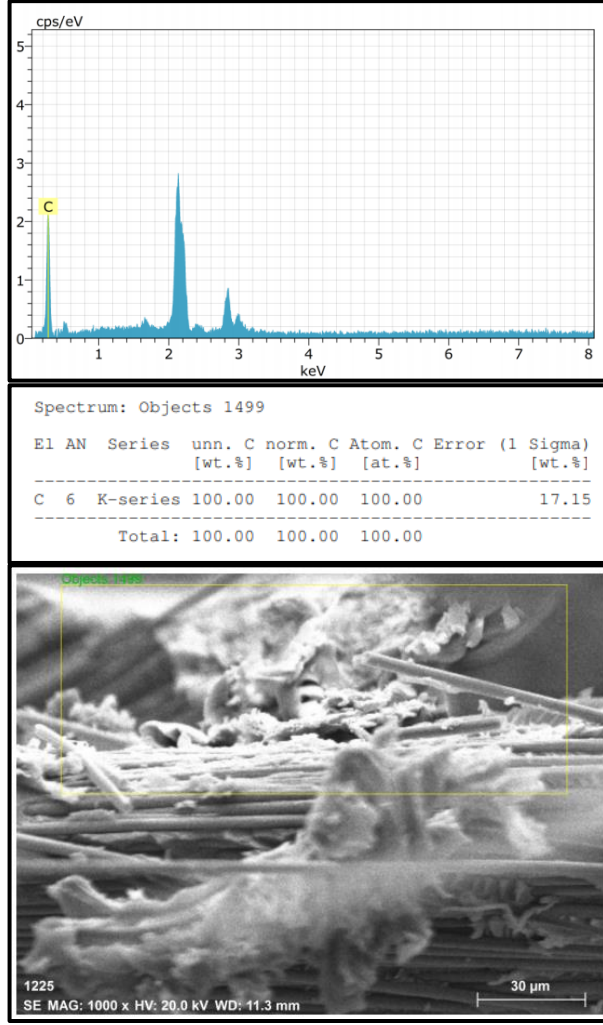 cps/eV
5
4
3
2
1
0
C
1 2 3 4 5 6 7 8
keV
Spectrum: Objects 1499
El AN Series unn. C norm. C Atom. C Error (1 Sigma)
[wt.%] [wt.%] [at.%] [wt.%]
C 6 K-series 100.00 100.00 100.00 17.15
Total: 100.00 100.00 100.00
Objects 1499
1225
SE MAG: 1000 x HV: 20.0 kV WD: 11.3 mm
30 µm